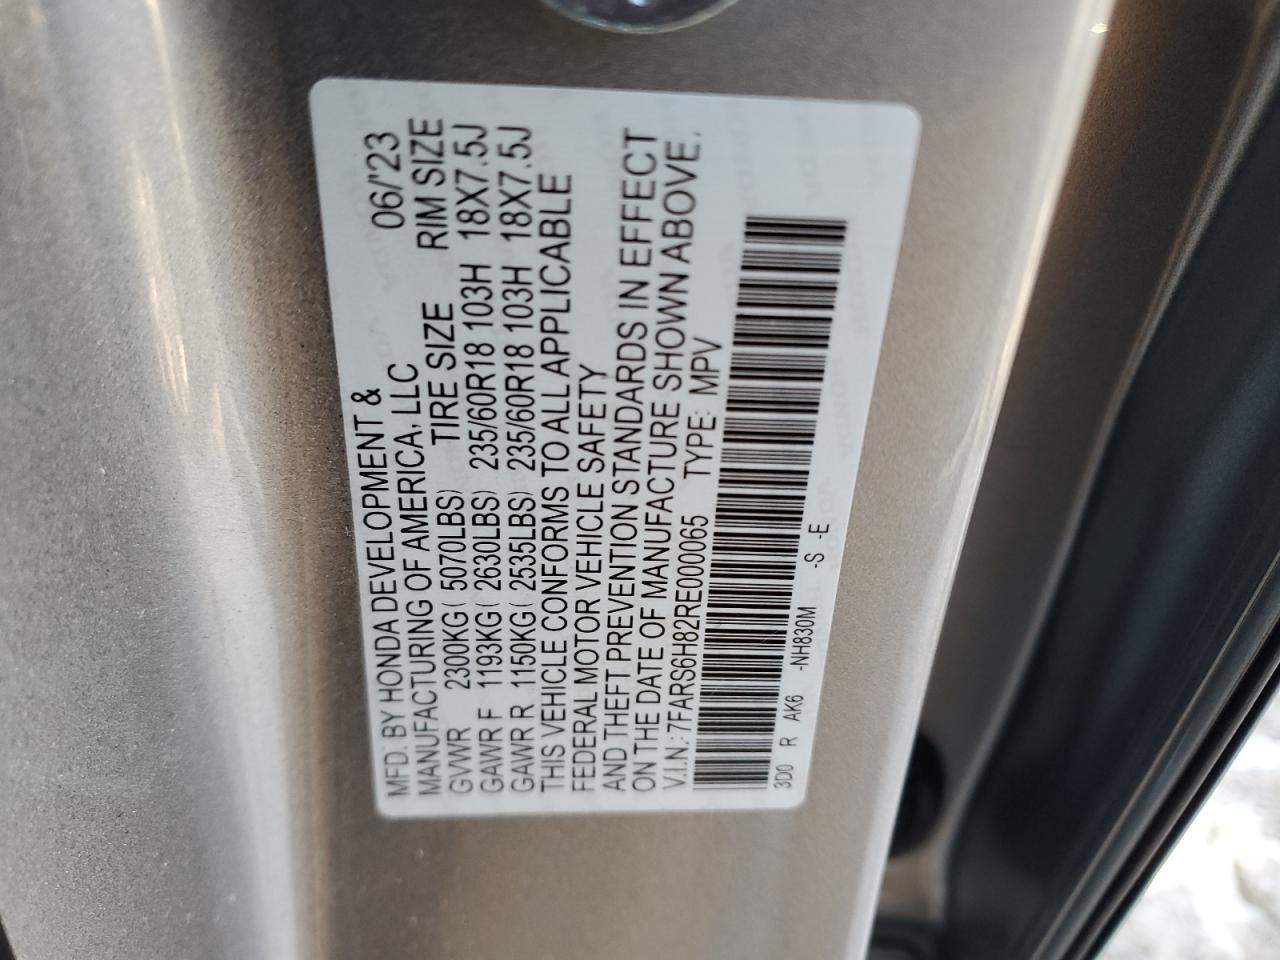 MFD. BY HONDA DEVELOPMENT &
MANUFACTURING OF AMERICA, LLC 06/'23
GVWR 2300KG( 5070LBS) TIRE SIZE RIM SIZE
GAWR F 1193KG( 2630LBS) 235/60R18 103H 18X7.5J
GAWR R 1150KG( 2535LBS) 235/60R18 103H 18X7.5J
THIS VEHICLE CONFORMS TO ALL APPLICABLE
FEDERAL MOTOR VEHICLE SAFETY
AND THEFT PREVENTION STANDARDS IN EFFECT
ON THE DATE OF MANUFACTURE SHOWN ABOVE.
V.I.N.: 7FARS6H82RE000065 TYPE: MPV
3D0 R AK6 -NH830M -S -E